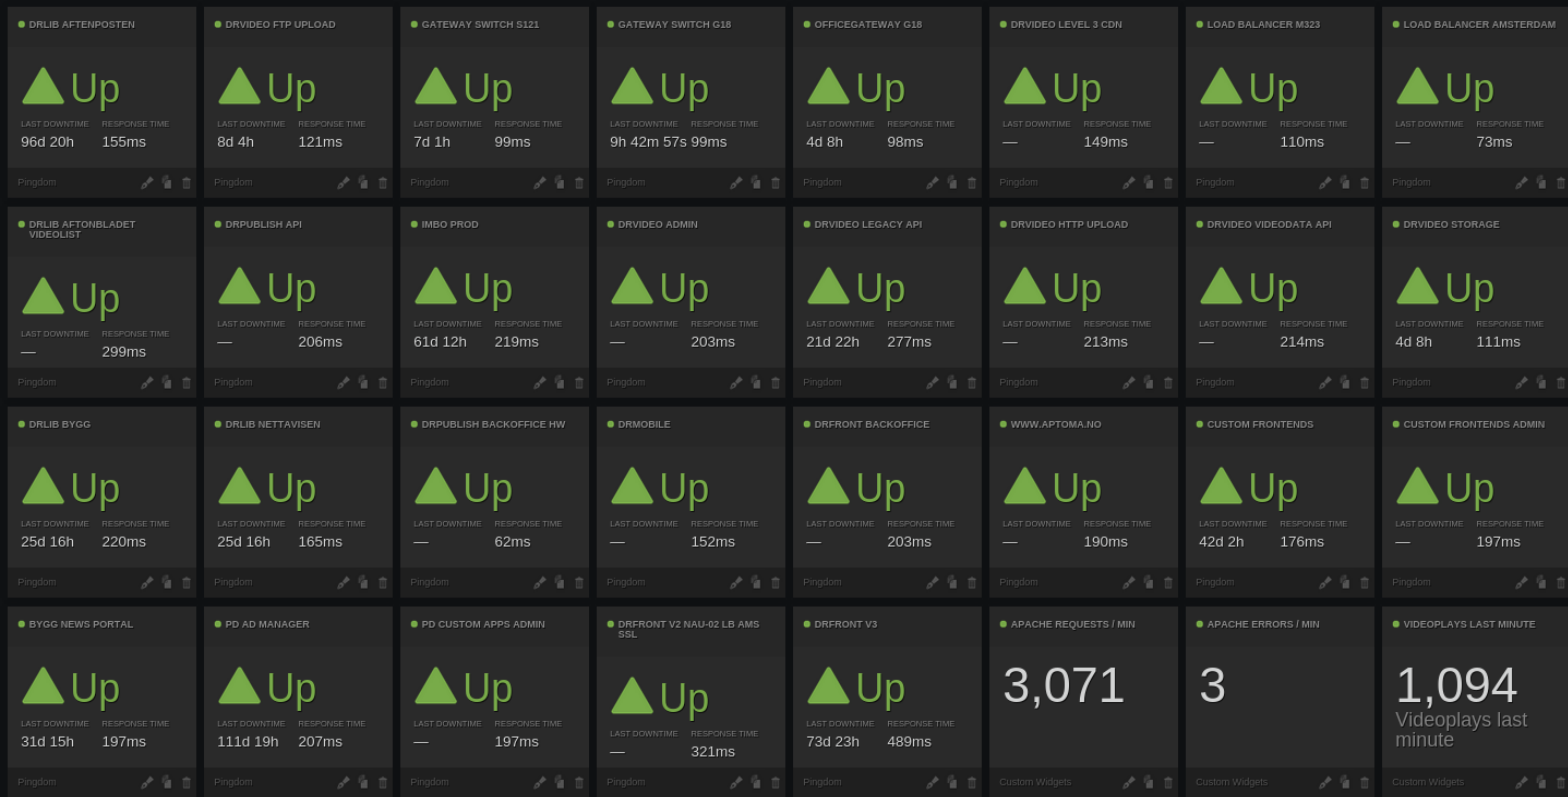 DRLIB AFTENPOSTEN
Up
LAST DOWNTIME RESPONSE TIME
96d 20h 155ms
Pingdom
DRVIDEO FTP UPLOAD
Up
LAST DOWNTIME RESPONSE TIME
8d 4h 121ms
Pingdom
GATEWAY SWITCH S121
Up
LAST DOWNTIME RESPONSE TIME
7d 1h 99ms
Pingdom
GATEWAY SWITCH G18
Up
LAST DOWNTIME RESPONSE TIME
9h 42m 57s 99ms
Pingdom
OFFICEGATEWAY G18
Up
LAST DOWNTIME RESPONSE TIME
4d 8h 98ms
Pingdom
DRVIDEO LEVEL 3 CDN
Up
LAST DOWNTIME RESPONSE TIME
— 149ms
Pingdom
LOAD BALANCER M323
Up
LAST DOWNTIME RESPONSE TIME
— 110ms
Pingdom
LOAD BALANCER AMSTERDAM
Up
LAST DOWNTIME RESPONSE TIME
— 73ms
Pingdom
DRLIB AFTONBLADET
VIDEOLIST
Up
LAST DOWNTIME RESPONSE TIME
— 299ms
Pingdom
DRPUBLISH API
Up
LAST DOWNTIME RESPONSE TIME
— 206ms
Pingdom
IMBO PROD
Up
LAST DOWNTIME RESPONSE TIME
61d 12h 219ms
Pingdom
DRVIDEO ADMIN
Up
LAST DOWNTIME RESPONSE TIME
— 203ms
Pingdom
DRVIDEO LEGACY API
Up
LAST DOWNTIME RESPONSE TIME
21d 22h 277ms
Pingdom
DRVIDEO HTTP UPLOAD
Up
LAST DOWNTIME RESPONSE TIME
— 213ms
Pingdom
DRVIDEO VIDEODATA API
Up
LAST DOWNTIME RESPONSE TIME
— 214ms
Pingdom
DRVIDEO STORAGE
Up
LAST DOWNTIME RESPONSE TIME
4d 8h 111ms
Pingdom
DRLIB BYGG
Up
LAST DOWNTIME RESPONSE TIME
25d 16h 220ms
Pingdom
DRLIB NETTAVISEN
Up
LAST DOWNTIME RESPONSE TIME
25d 16h 165ms
Pingdom
DRPUBLISH BACKOFFICE HW
Up
LAST DOWNTIME RESPONSE TIME
— 62ms
Pingdom
DRMOBILE
Up
LAST DOWNTIME RESPONSE TIME
— 152ms
Pingdom
DRFRONT BACKOFFICE
Up
LAST DOWNTIME RESPONSE TIME
— 203ms
Pingdom
WWW.APTOMA.NO
Up
LAST DOWNTIME RESPONSE TIME
— 190ms
Pingdom
CUSTOM FRONTENDS
Up
LAST DOWNTIME RESPONSE TIME
42d 2h 176ms
Pingdom
CUSTOM FRONTENDS ADMIN
Up
LAST DOWNTIME RESPONSE TIME
— 197ms
Pingdom
BYGG NEWS PORTAL
Up
LAST DOWNTIME RESPONSE TIME
31d 15h 197ms
Pingdom
PD AD MANAGER
Up
LAST DOWNTIME RESPONSE TIME
111d 19h 207ms
Pingdom
PD CUSTOM APPS ADMIN
Up
LAST DOWNTIME RESPONSE TIME
— 197ms
Pingdom
DRFRONT V2 NAU-02 LB AMS
SSL
Up
LAST DOWNTIME RESPONSE TIME
— 321ms
Pingdom
DRFRONT V3
Up
LAST DOWNTIME RESPONSE TIME
73d 23h 489ms
Pingdom
APACHE REQUESTS / MIN
3,071
Custom Widgets
APACHE ERRORS / MIN
3
Custom Widgets
VIDEOPLAYS LAST MINUTE
1,094
Videoplays last
minute
Custom Widgets